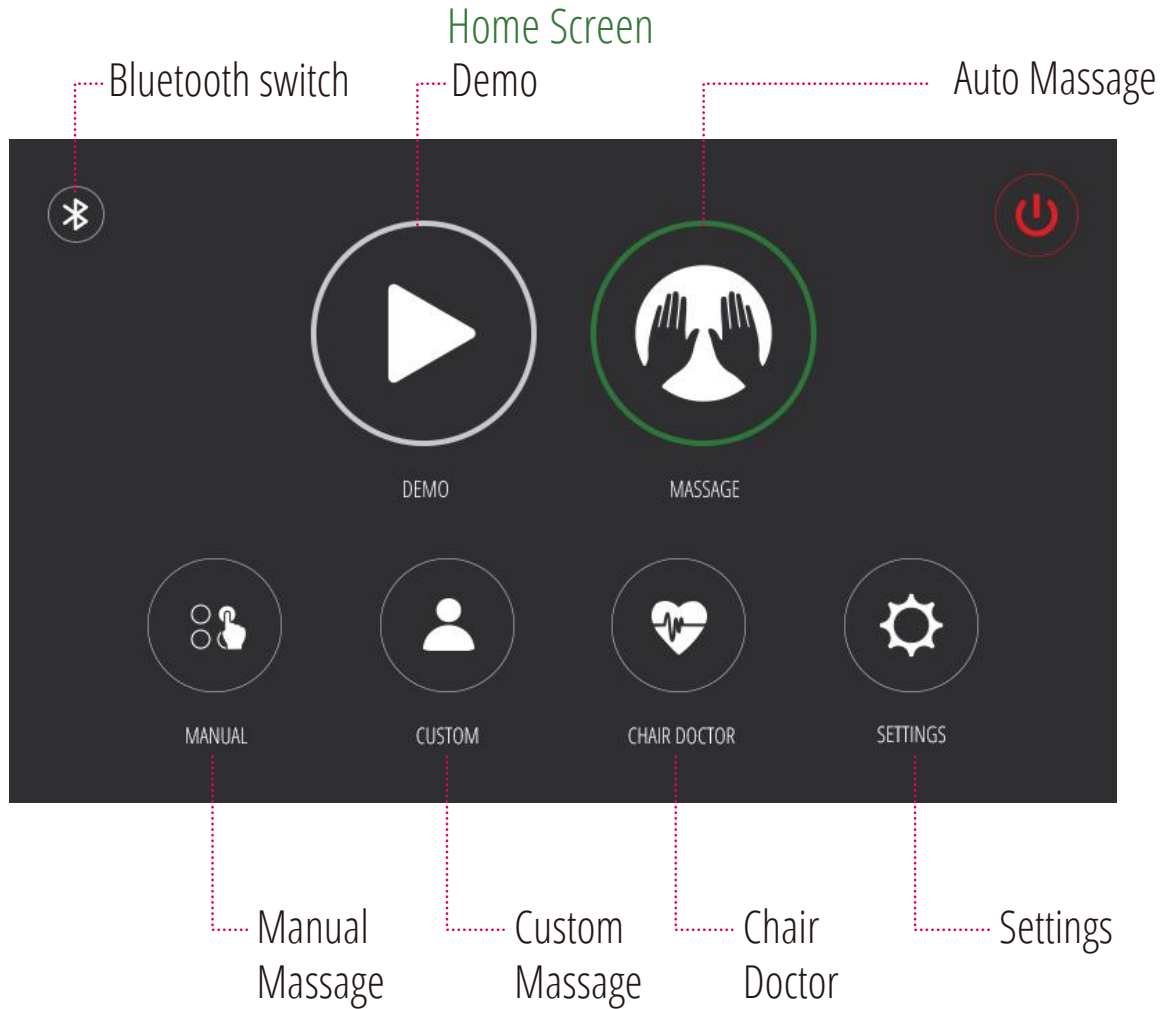 Home Screen
Bluetooth switch
Demo
Auto Massage
DEMO
MASSAGE
MANUAL
CUSTOM
CHAIR DOCTOR
SETTINGS
Manual
Massage
Custom
Massage
Chair
Doctor
Settings